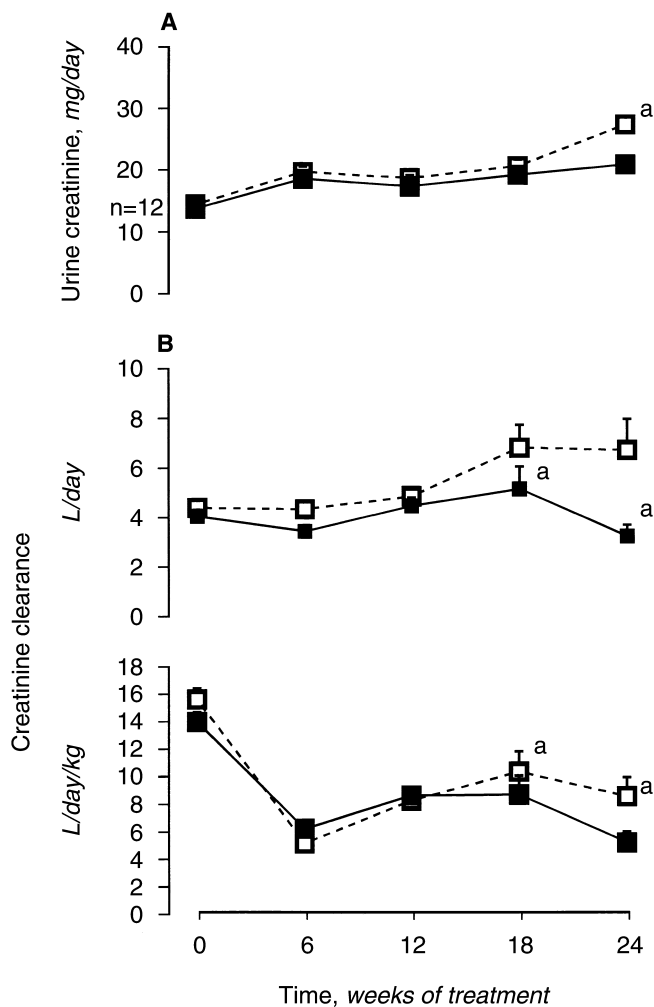 A
40
30
20
n=12
10
0
Urine creatinine, mg/day
a
B
10
8
6
4
2
0
L/day
a
a
Creatinine clearance
18
16
14
12
10
8
6
4
2
0
L/day/kg
a
a
0 6 12 18 24
Time, weeks of treatment